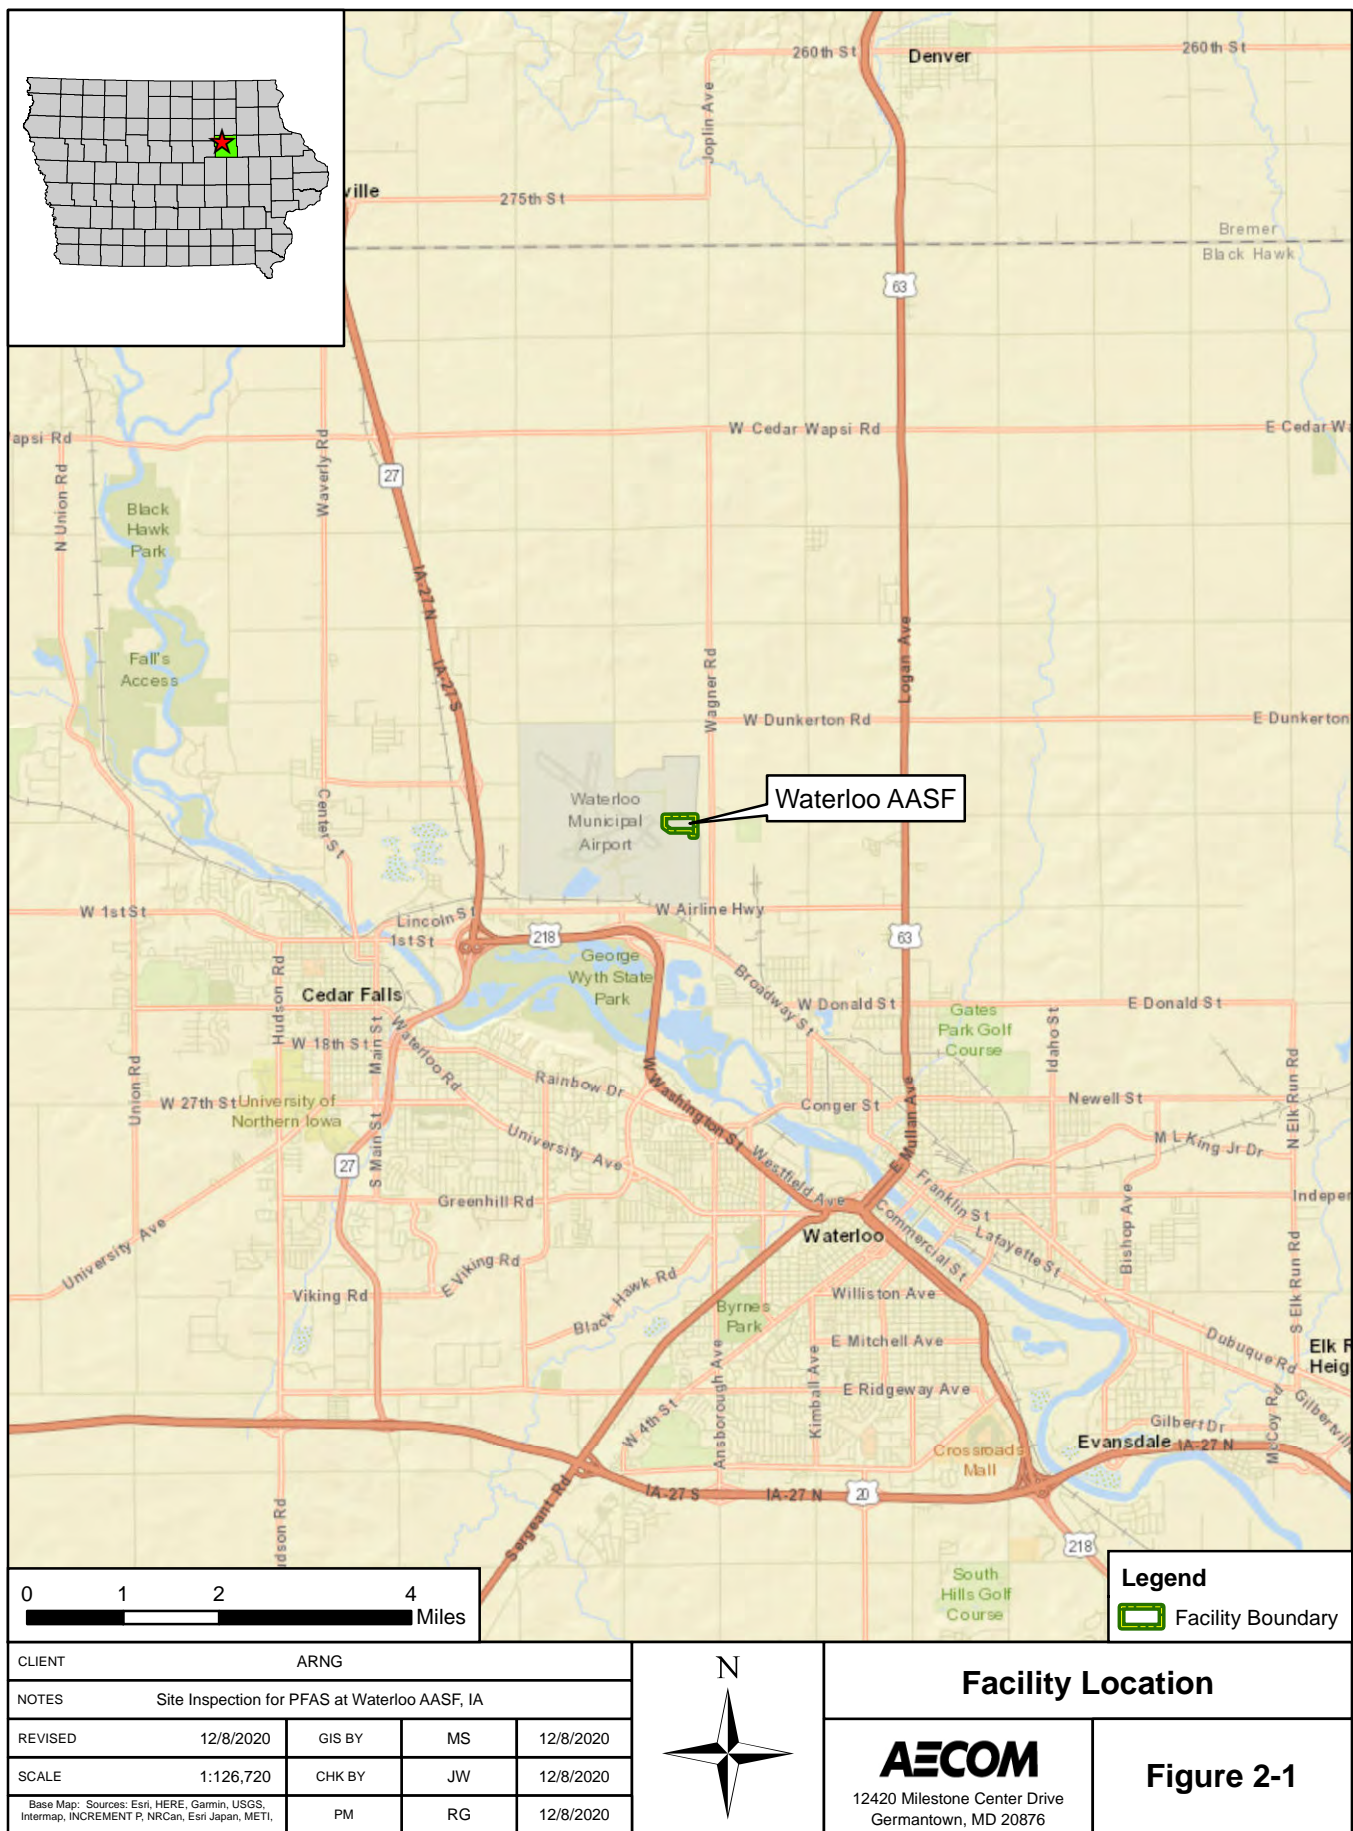 260th St
Denver
260th St
Joplin Ave
ville
275th St
Bremer
Black Hawk
63
apsi Rd
W Cedar Wapsi Rd
E Cedar Wa
N Union Rd
Waverly Rd
27
Black
Hawk
Park
IA-27 N
Fall's
Access
IA-27 S
Wagner Rd
Logan Ave
W Dunkerton Rd
E Dunkerton
Waterloo
Municipal
Airport
Waterloo AASF
Center St
W 1st St
Lincoln St
1st St
W Airline Hwy
218
63
George
Wyth State
Park
Hudson Rd
Cedar Falls
Broadway St
W Donald St
E Donald St
Gates
Park Golf
Course
Idaho St
W 18th St
Main St
Waterloo Rd
Rainbow Dr
W Washington St
Union Rd
W 27th St
University of
Northern Iowa
Conger St
Newell St
N Elk Run Rd
E Mullan Ave
M L King Jr Dr
S Main St
University Ave
27
Westfield Ave
Greenhill Rd
Franklin St
Indeper
Commercial St
Lafayette St
Bishop Ave
Waterloo
University Ave
E Viking Rd
Viking Rd
Black Hawk Rd
Williston Ave
Byrnes
Park
E Mitchell Ave
S Elk Run Rd
Dubuque Rd
Elk R
Heig
Ansborough Ave
Kimball Ave
E Ridgeway Ave
W 4th St
Gilbert Dr
McCoy Rd
Gilbertvill
Crossroads
Mall
Evansdale
IA-27 N
IA-27 S
IA-27 N
20
Sergeant Rd
udson Rd
218
South
Hills Golf
Course
0 1 2 4
Miles
Legend
Facility Boundary
CLIENT ARNG
NOTES Site Inspection for PFAS at Waterloo AASF, IA
REVISED 12/8/2020 GIS BY MS 12/8/2020
SCALE 1:126,720 CHK BY JW 12/8/2020
Base Map: Sources: Esri, HERE, Garmin, USGS,
Intermap, INCREMENT P, NRCan, Esri Japan, METI,
PM RG 12/8/2020
N
Facility Location
AECOM
12420 Milestone Center Drive
Germantown, MD 20876
Figure 2-1